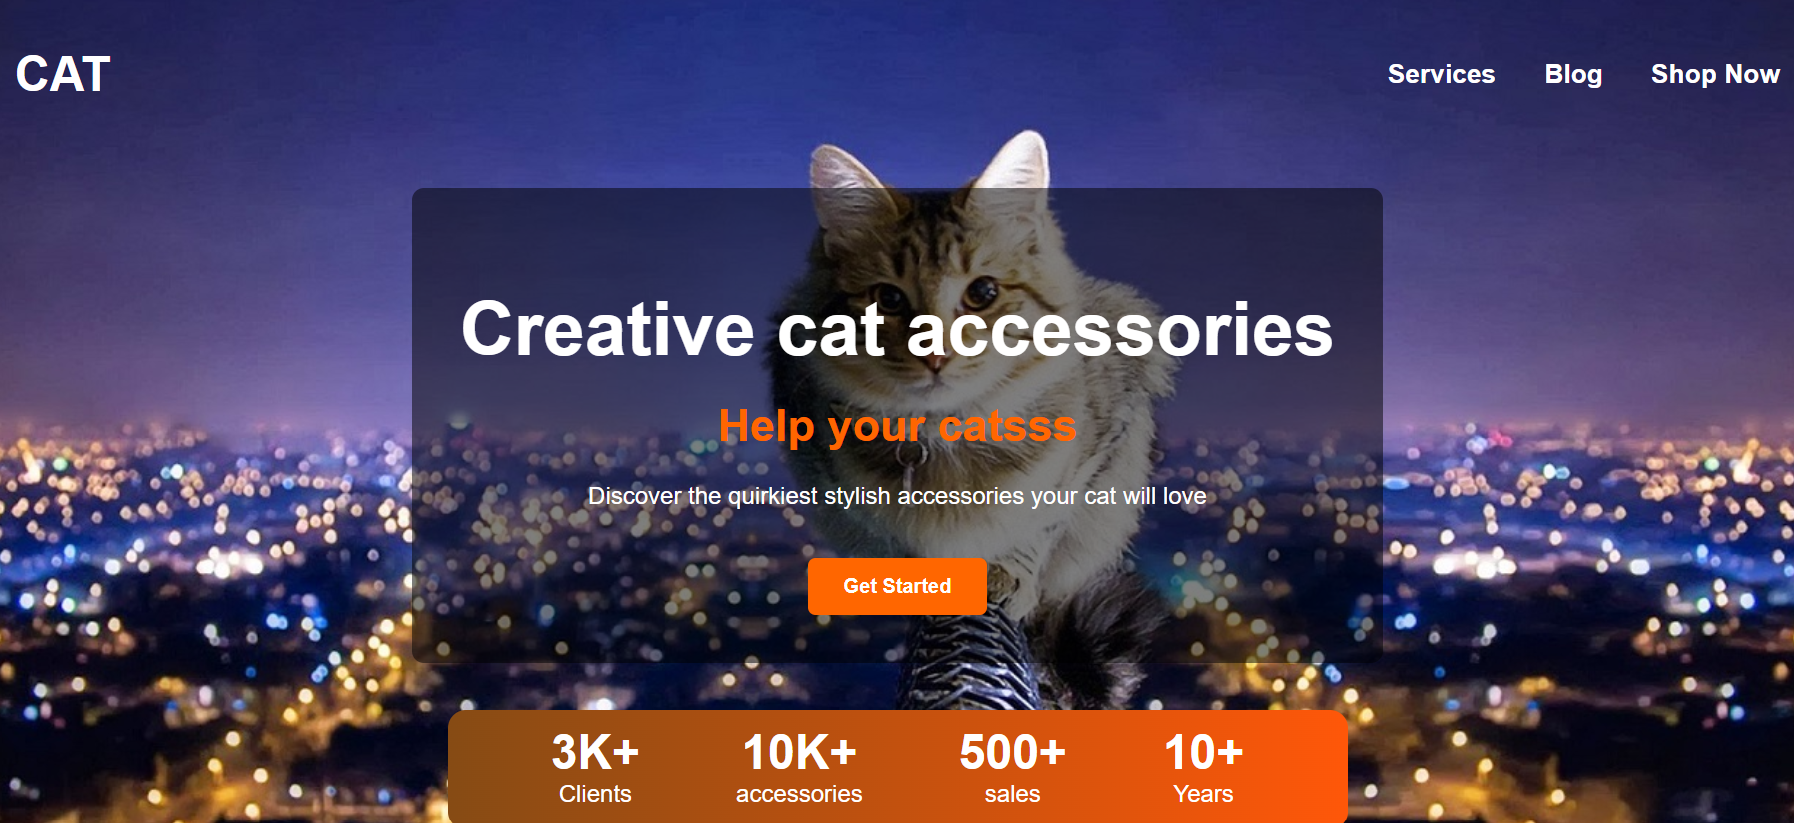 CAT
Services Blog Shop Now
Creative cat accessories
Help your catsss
Discover the quirkiest stylish accessories your cat will love
Get Started
3K+ 10K+ 500+ 10+
Clients accessories sales Years